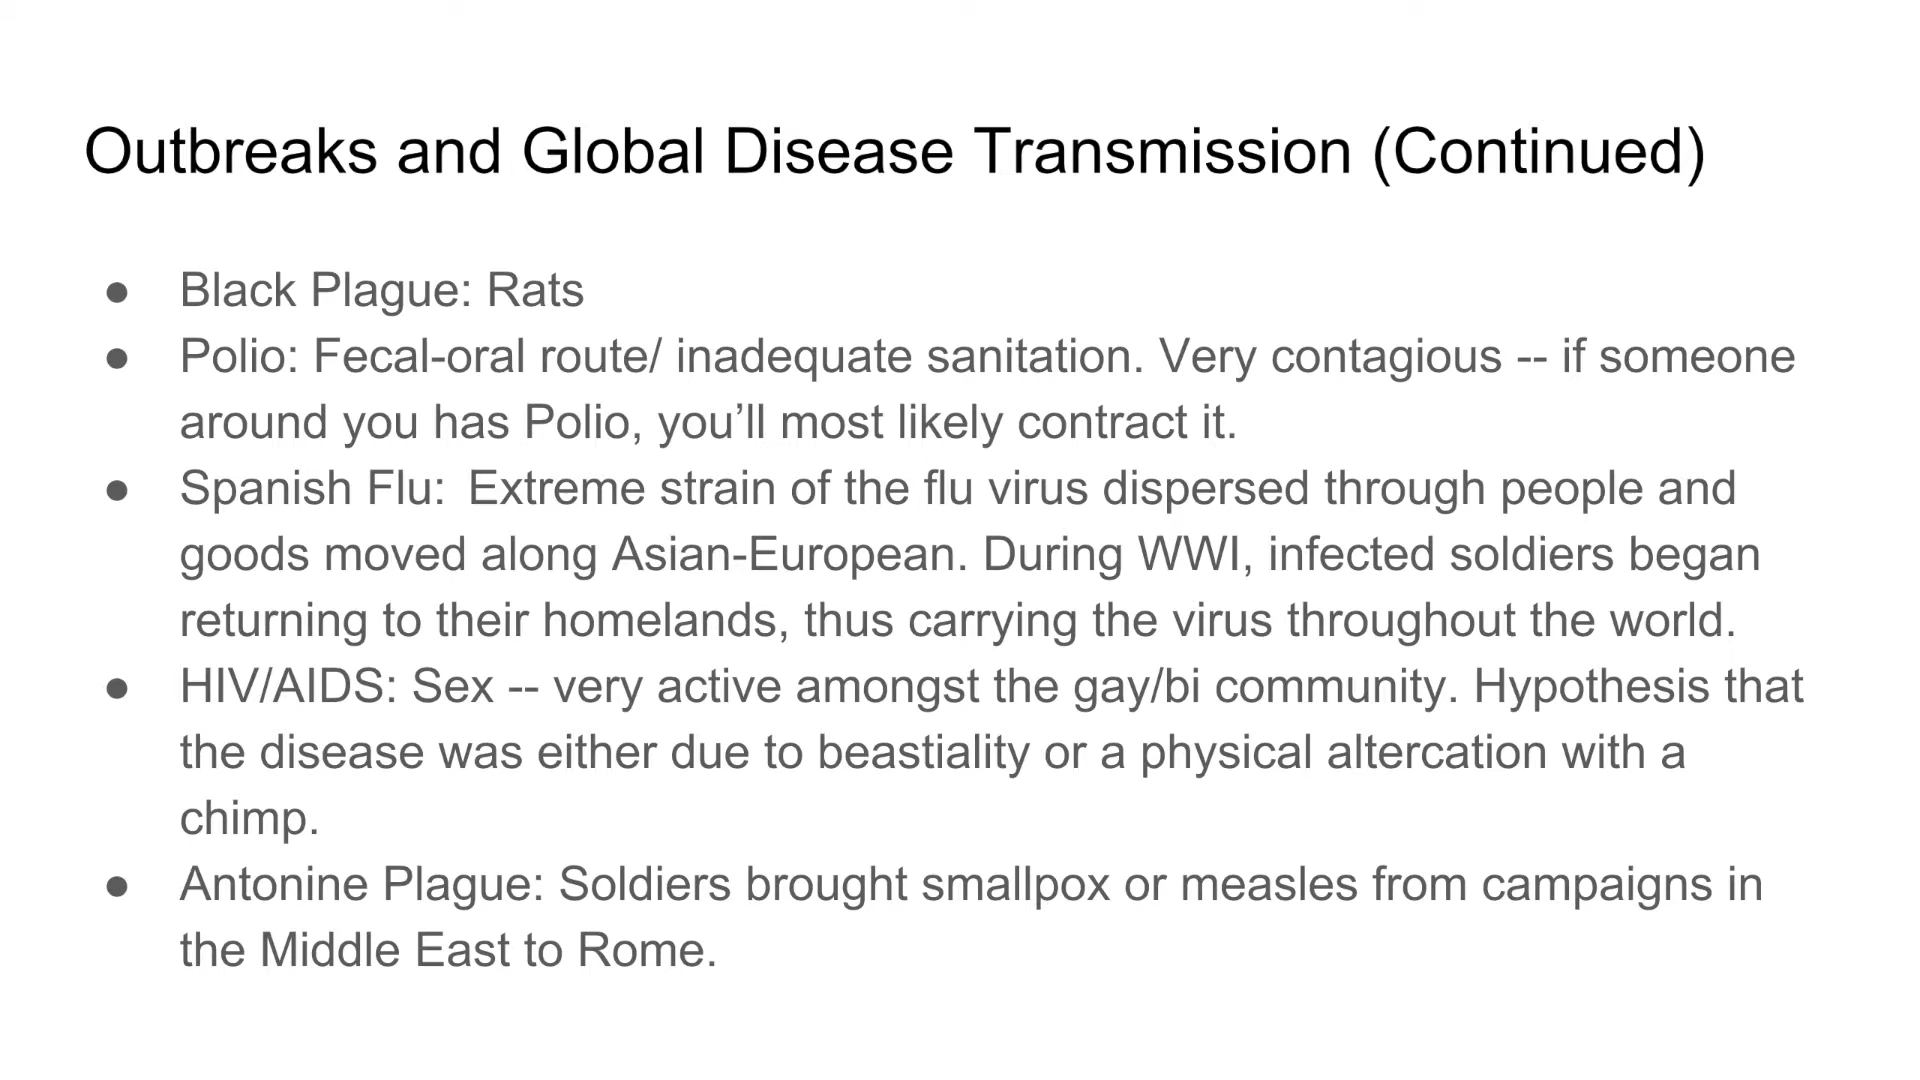 Outbreaks and Global Disease Transmission (Continued)
● Black Plague: Rats
● Polio: Fecal-oral route/ inadequate sanitation. Very contagious -- if someone
around you has Polio, you’ll most likely contract it.
● Spanish Flu: Extreme strain of the flu virus dispersed through people and
goods moved along Asian-European. During WWI, infected soldiers began
returning to their homelands, thus carrying the virus throughout the world.
● HIV/AIDS: Sex -- very active amongst the gay/bi community. Hypothesis that
the disease was either due to beastiality or a physical altercation with a
chimp.
● Antonine Plague: Soldiers brought smallpox or measles from campaigns in
the Middle East to Rome.